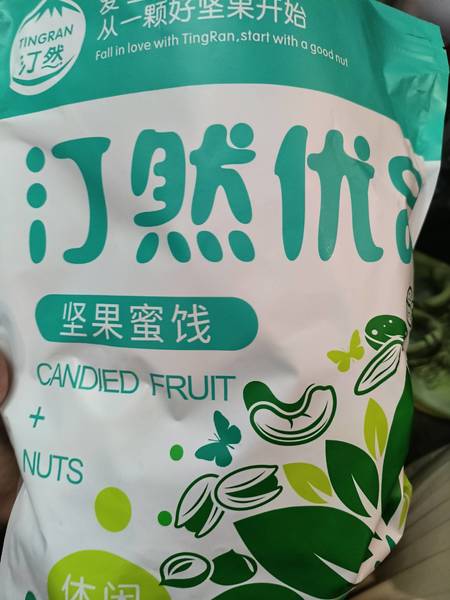 TINGRAN
汀然
从一颗好坚果开始
Fall in love with TingRan,start with a good nut
汀然优
坚果蜜饯
CANDIED FRUIT
+
NUTS
休闲